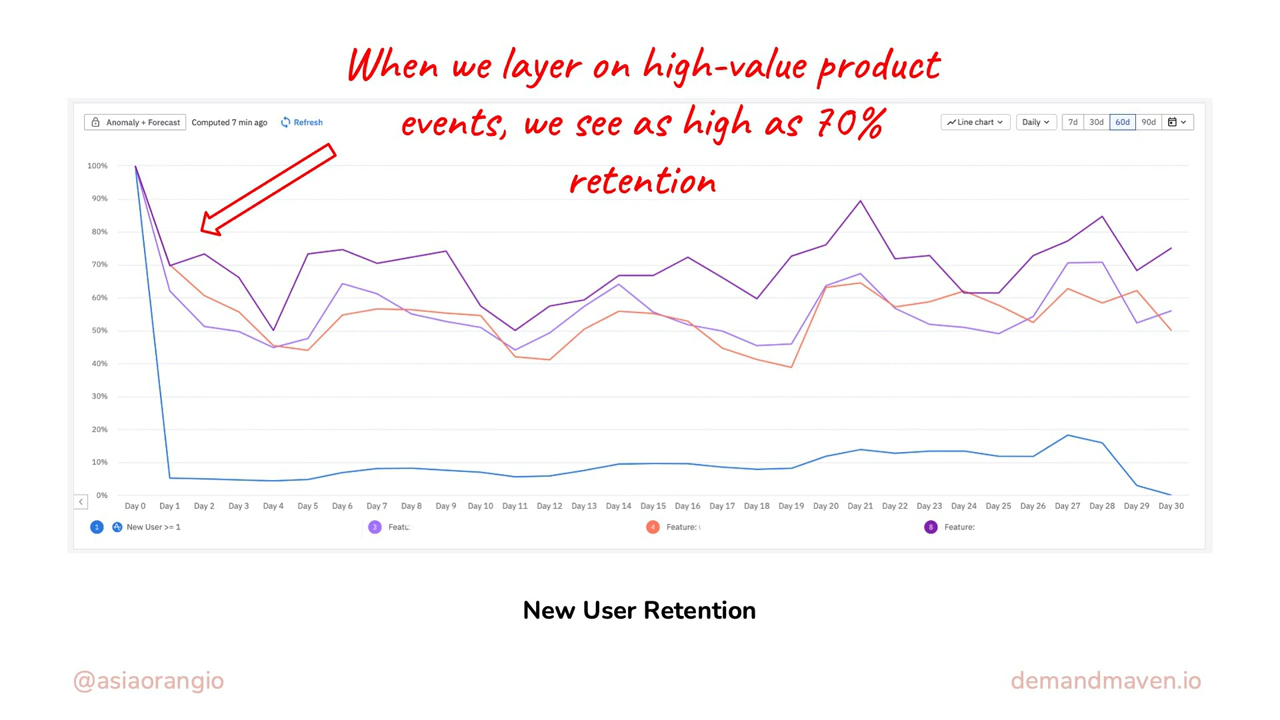 When we layer on high-value product
events, we see as high as 70%
retention
Anomaly + Forecast Computed 7 min ago Refresh
Line chart Daily 7d 30d 60d 90d
100%
90%
80%
70%
60%
50%
40%
30%
20%
10%
0%
Day 0 Day 1 Day 2 Day 3 Day 4 Day 5 Day 6 Day 7 Day 8 Day 9 Day 10 Day 11 Day 12 Day 13 Day 14 Day 15 Day 16 Day 17 Day 18 Day 19 Day 20 Day 21 Day 22 Day 23 Day 24 Day 25 Day 26 Day 27 Day 28 Day 29 Day 30
1 New User >= 1 3 4 Feature: 8 Feature:
New User Retention
@asiaorangio demandmaven.io